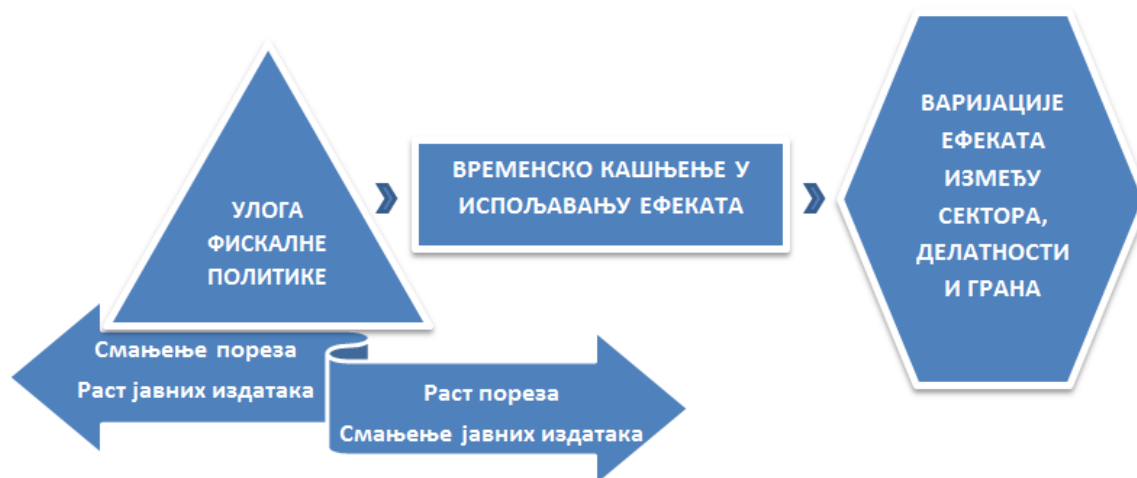 УЛОГА
ФИСКАЛНЕ
ПОЛИТИКЕ
ВРЕМЕНСКО КАШЊЕЊЕ У
ИСПОЉАВАЊУ ЕФЕКАТА
ВАРИЈАЦИЈЕ
ЕФЕКАТА
ИЗМЕЂУ
СЕКТОРА,
ДЕЛАТНОСТИ
И ГРАНА
Смањење пореза
Раст јавних издатака
Раст пореза
Смањење јавних издатака